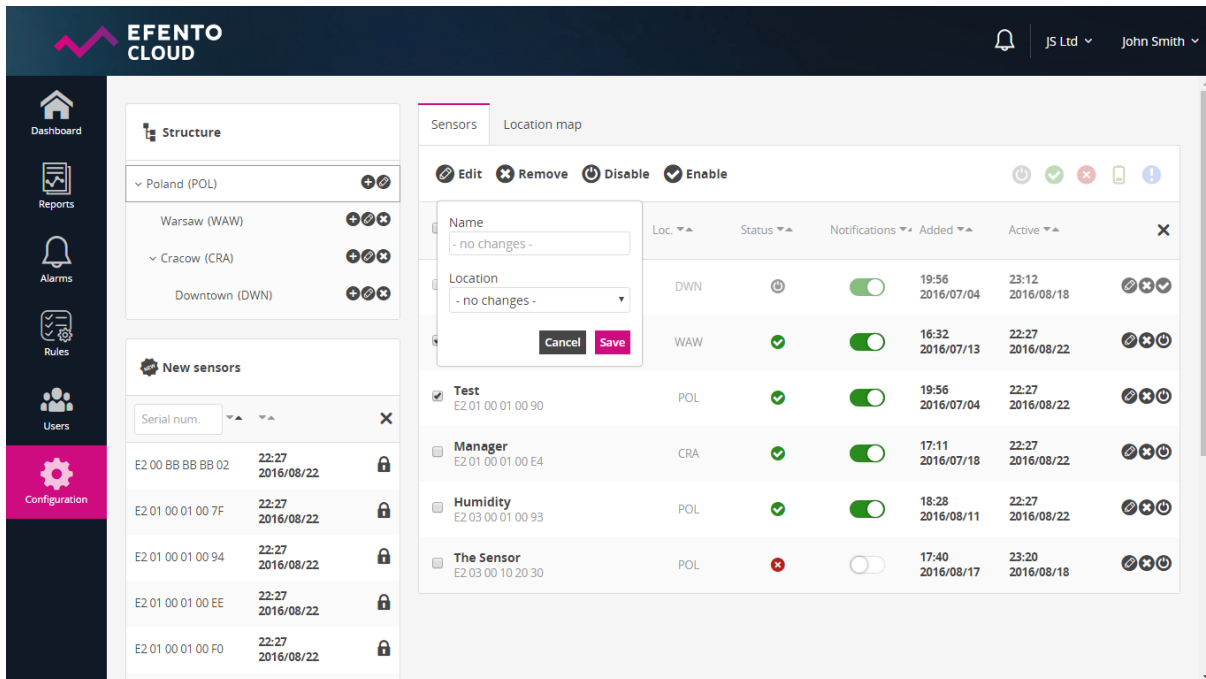 EFENTO
CLOUD
JS Ltd
John Smith
Dashboard
Reports
Alarms
Rules
Users
Configuration
Structure
Poland (POL)
Warsaw (WAW)
Cracow (CRA)
Downtown (DWN)
New sensors
Serial num.
E2 00 BB BB BB 02
22:27
2016/08/22
E2 01 00 01 00 7F
22:27
2016/08/22
E2 01 00 01 00 94
22:27
2016/08/22
E2 01 00 01 00 EE
22:27
2016/08/22
E2 01 00 01 00 F0
22:27
2016/08/22
Sensors Location map
Edit Remove Disable Enable
Name
- no changes -
Location
- no changes -
Cancel Save
Loc. Status Notifications Added Active
DWN 19:56 23:12
2016/07/04 2016/08/18
WAW 16:32 22:27
2016/07/13 2016/08/22
Test
E2 01 00 01 00 90
POL 19:56 22:27
2016/07/04 2016/08/22
Manager
E2 01 00 01 00 E4
CRA 17:11 22:27
2016/07/18 2016/08/22
Humidity
E2 03 00 01 00 93
POL 18:28 22:27
2016/08/11 2016/08/22
The Sensor
E2 03 00 10 20 30
POL 17:40 23:20
2016/08/17 2016/08/18